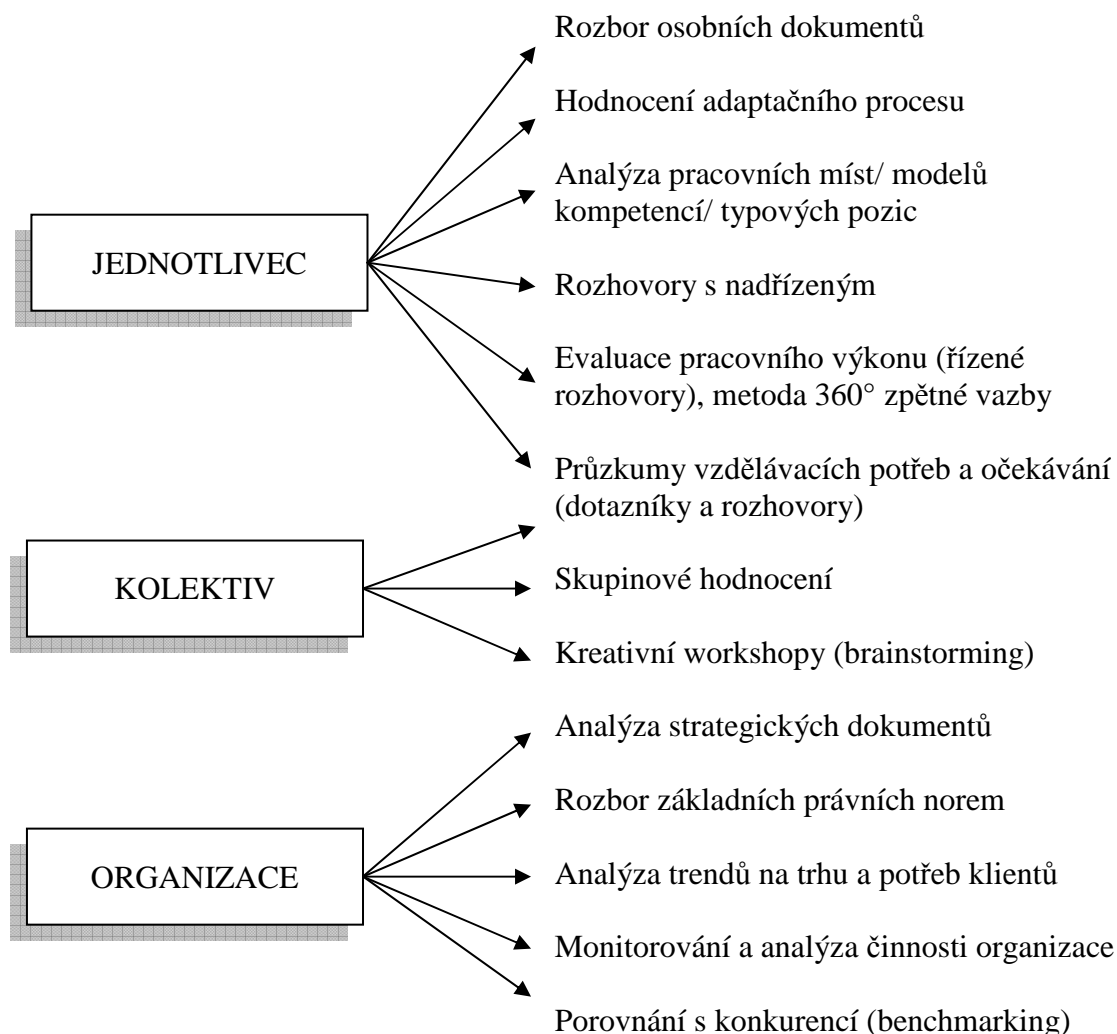 Rozbor osobních dokumentů
Hodnocení adaptačního procesu
Analýza pracovních míst/ modelů
kompetencí/ typových pozic
JEDNOTLIVEC
Rozhovory s nadřízeným
Evaluace pracovního výkonu (řízené
rozhovory), metoda 360° zpětné vazby
Průzkumy vzdělávacích potřeb a očekávání
(dotazníky a rozhovory)
KOLEKTIV
Skupinové hodnocení
Kreativní workshopy (brainstorming)
Analýza strategických dokumentů
Rozbor základních právních norem
ORGANIZACE
Analýza trendů na trhu a potřeb klientů
Monitorování a analýza činnosti organizace
Porovnání s konkurencí (benchmarking)